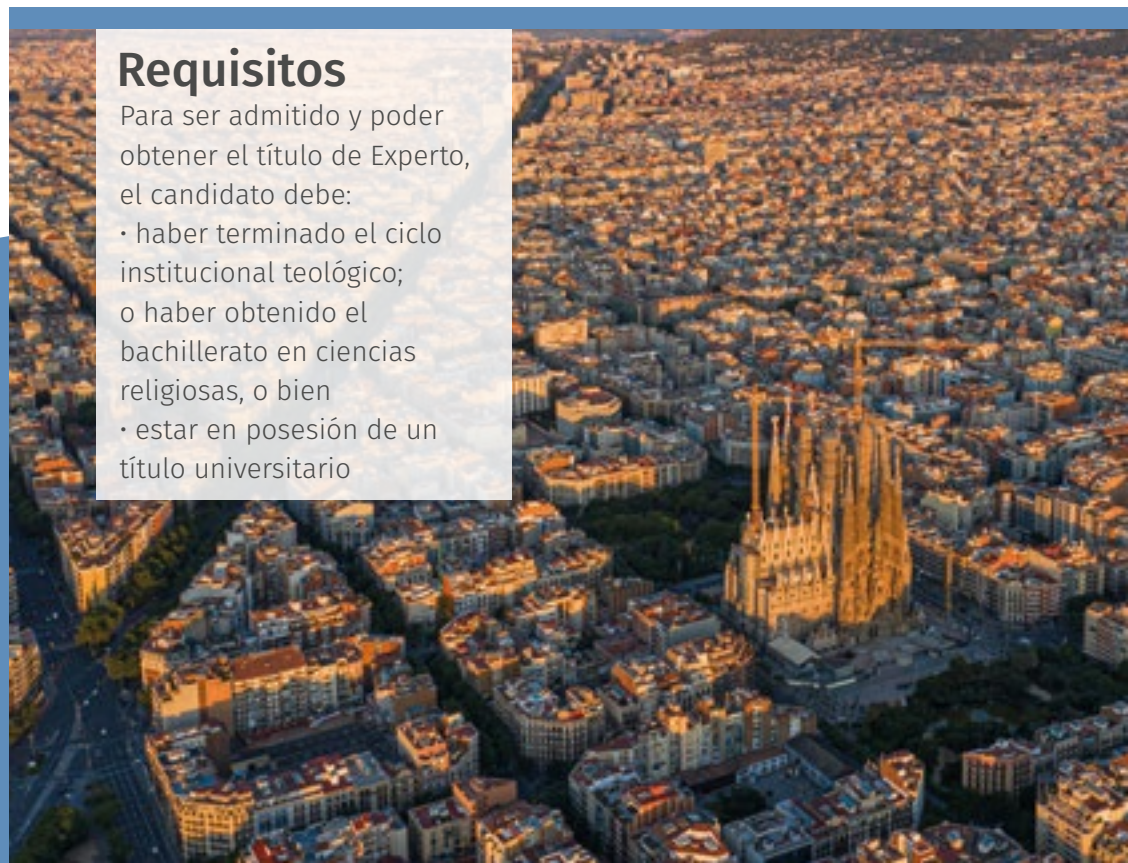 Requisitos
Para ser admitido y poder
obtener el título de Experto,
el candidato debe:
· haber terminado el ciclo
institucional teológico;
o haber obtenido el
bachillerato en ciencias
religiosas, o bien
· estar en posesión de un
título universitario